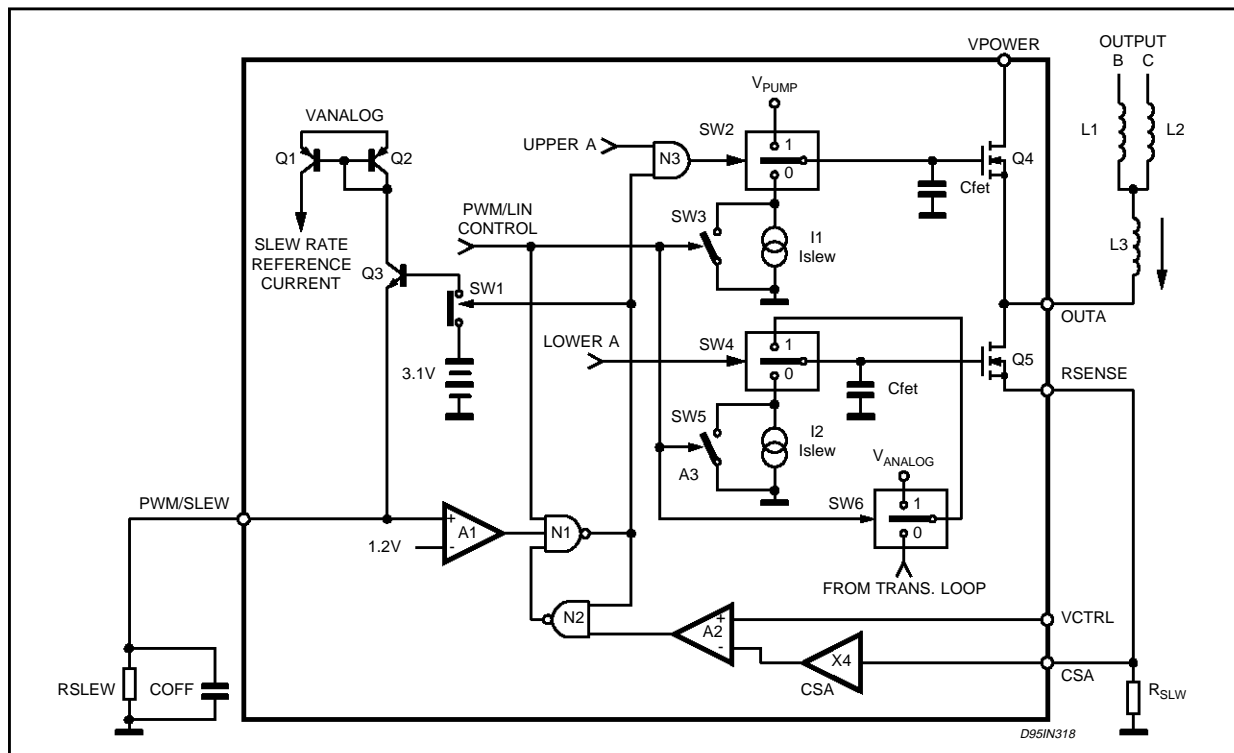 VPOWER
OUTPUT
B C
L1
L2
L3
VANALOG
Q1
Q2
SLEW RATE
REFERENCE
CURRENT
Q3
SW1
3.1V
UPPER A
N3
PWM/LIN
CONTROL
VPUMP
SW2
1
0
SW3
I1
Islew
Cfet
Q4
OUTA
LOWER A
SW4
1
0
SW5
A3
I2
Islew
Cfet
Q5
RSENSE
VANALOG
SW6
1
0
FROM TRANS. LOOP
PWM/SLEW
+
A1
1.2V
-
N1
N2
+
A2
-
X4
CSA
VCTRL
CSA
RSLEW
COFF
RSLW
D95IN318